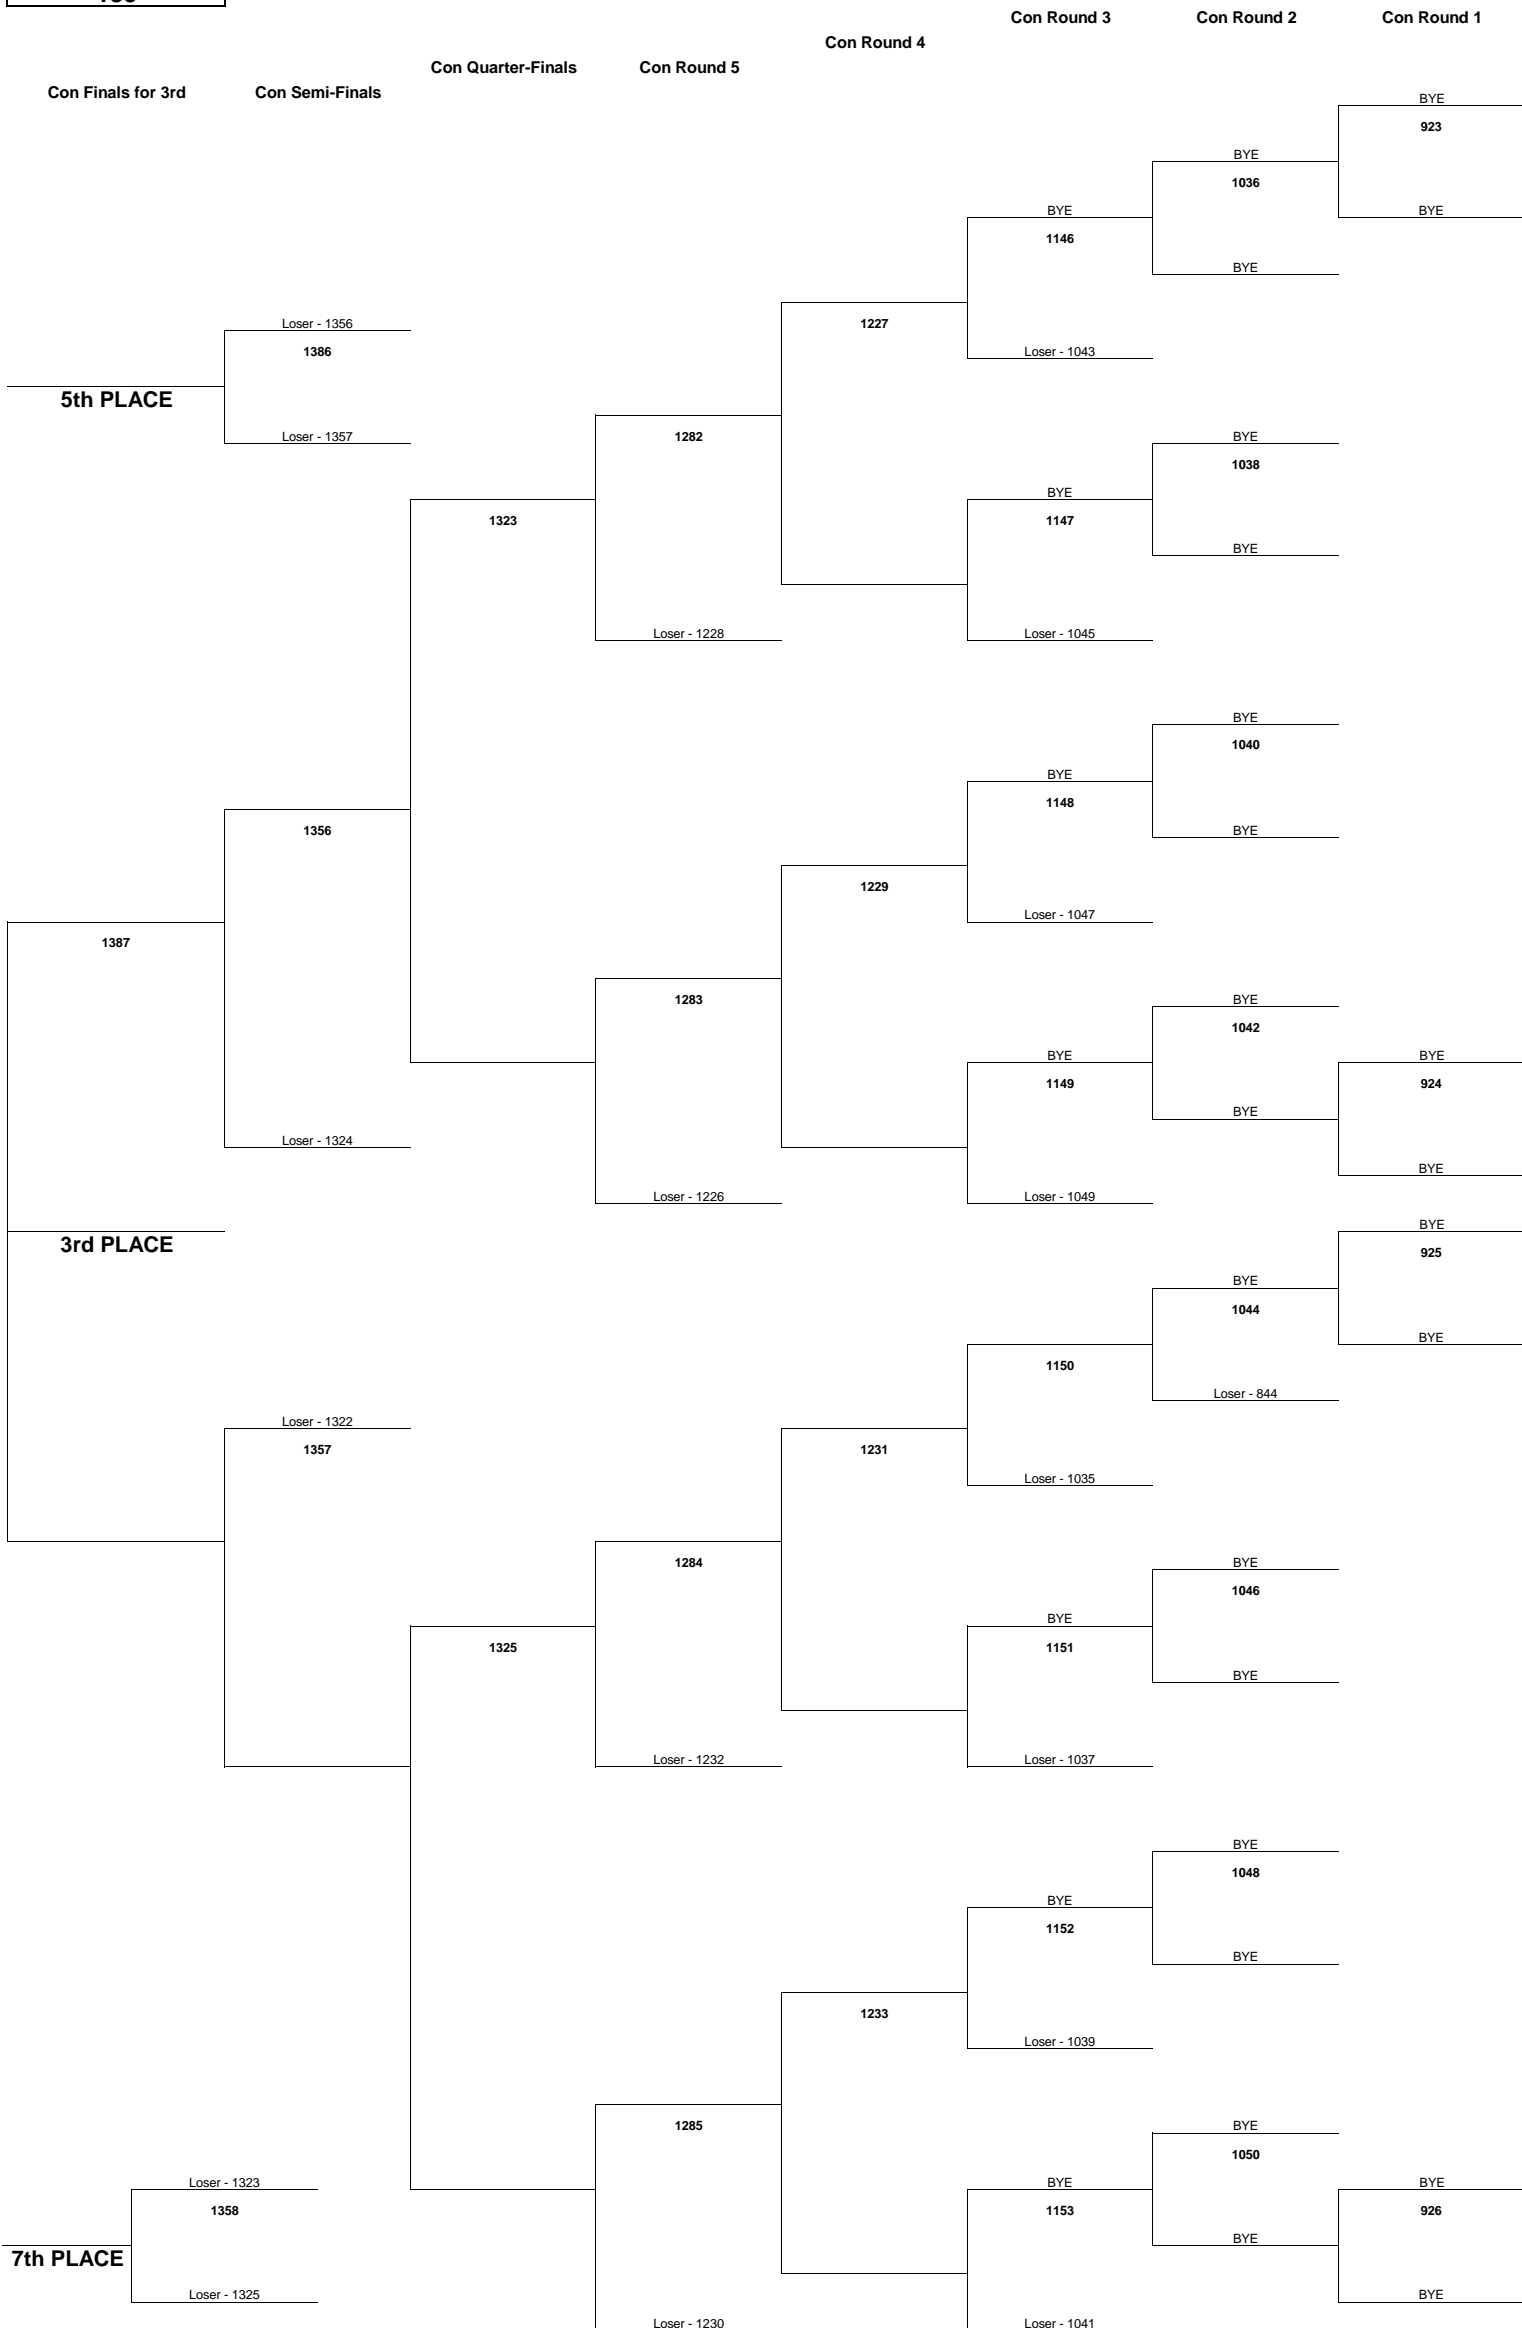 Con Round 3 Con Round 2 Con Round 1
Con Round 4
Con Quarter-Finals Con Round 5
Con Finals for 3rd Con Semi-Finals
BYE
923
BYE
1036
BYE BYE
1146
BYE
Loser - 1356 1227
1386 Loser - 1043
5th PLACE
Loser - 1357 1282 BYE
1038
BYE
1323 1147
BYE
Loser - 1228 Loser - 1045
BYE
1040
BYE
1148
1356 BYE
1229
Loser - 1047
1387
1283 BYE
1042
BYE BYE
1149 924
BYE
Loser - 1324
BYE
Loser - 1226 Loser - 1049
BYE
3rd PLACE 925
BYE
1044
BYE
1150
Loser - 844
Loser - 1322
1357 1231
Loser - 1035
1284 BYE
1046
BYE
1325 1151
BYE
Loser - 1232 Loser - 1037
BYE
1048
BYE
1152
BYE
1233
Loser - 1039
1285 BYE
1050
Loser - 1323 BYE BYE
1358 1153 926
BYE
7th PLACE
Loser - 1325 BYE
Loser - 1230 Loser - 1041